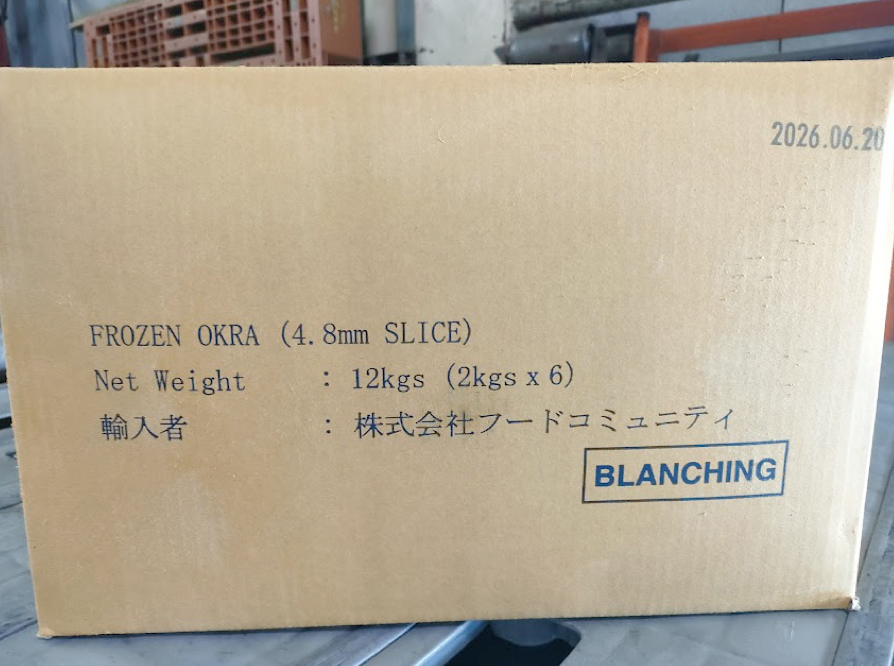 2026.06.20
FROZEN OKRA (4.8mm SLICE)
Net Weight : 12kgs (2kgs x 6)
輸入者 : 株式会社フードコミュニティ
BLANCHING